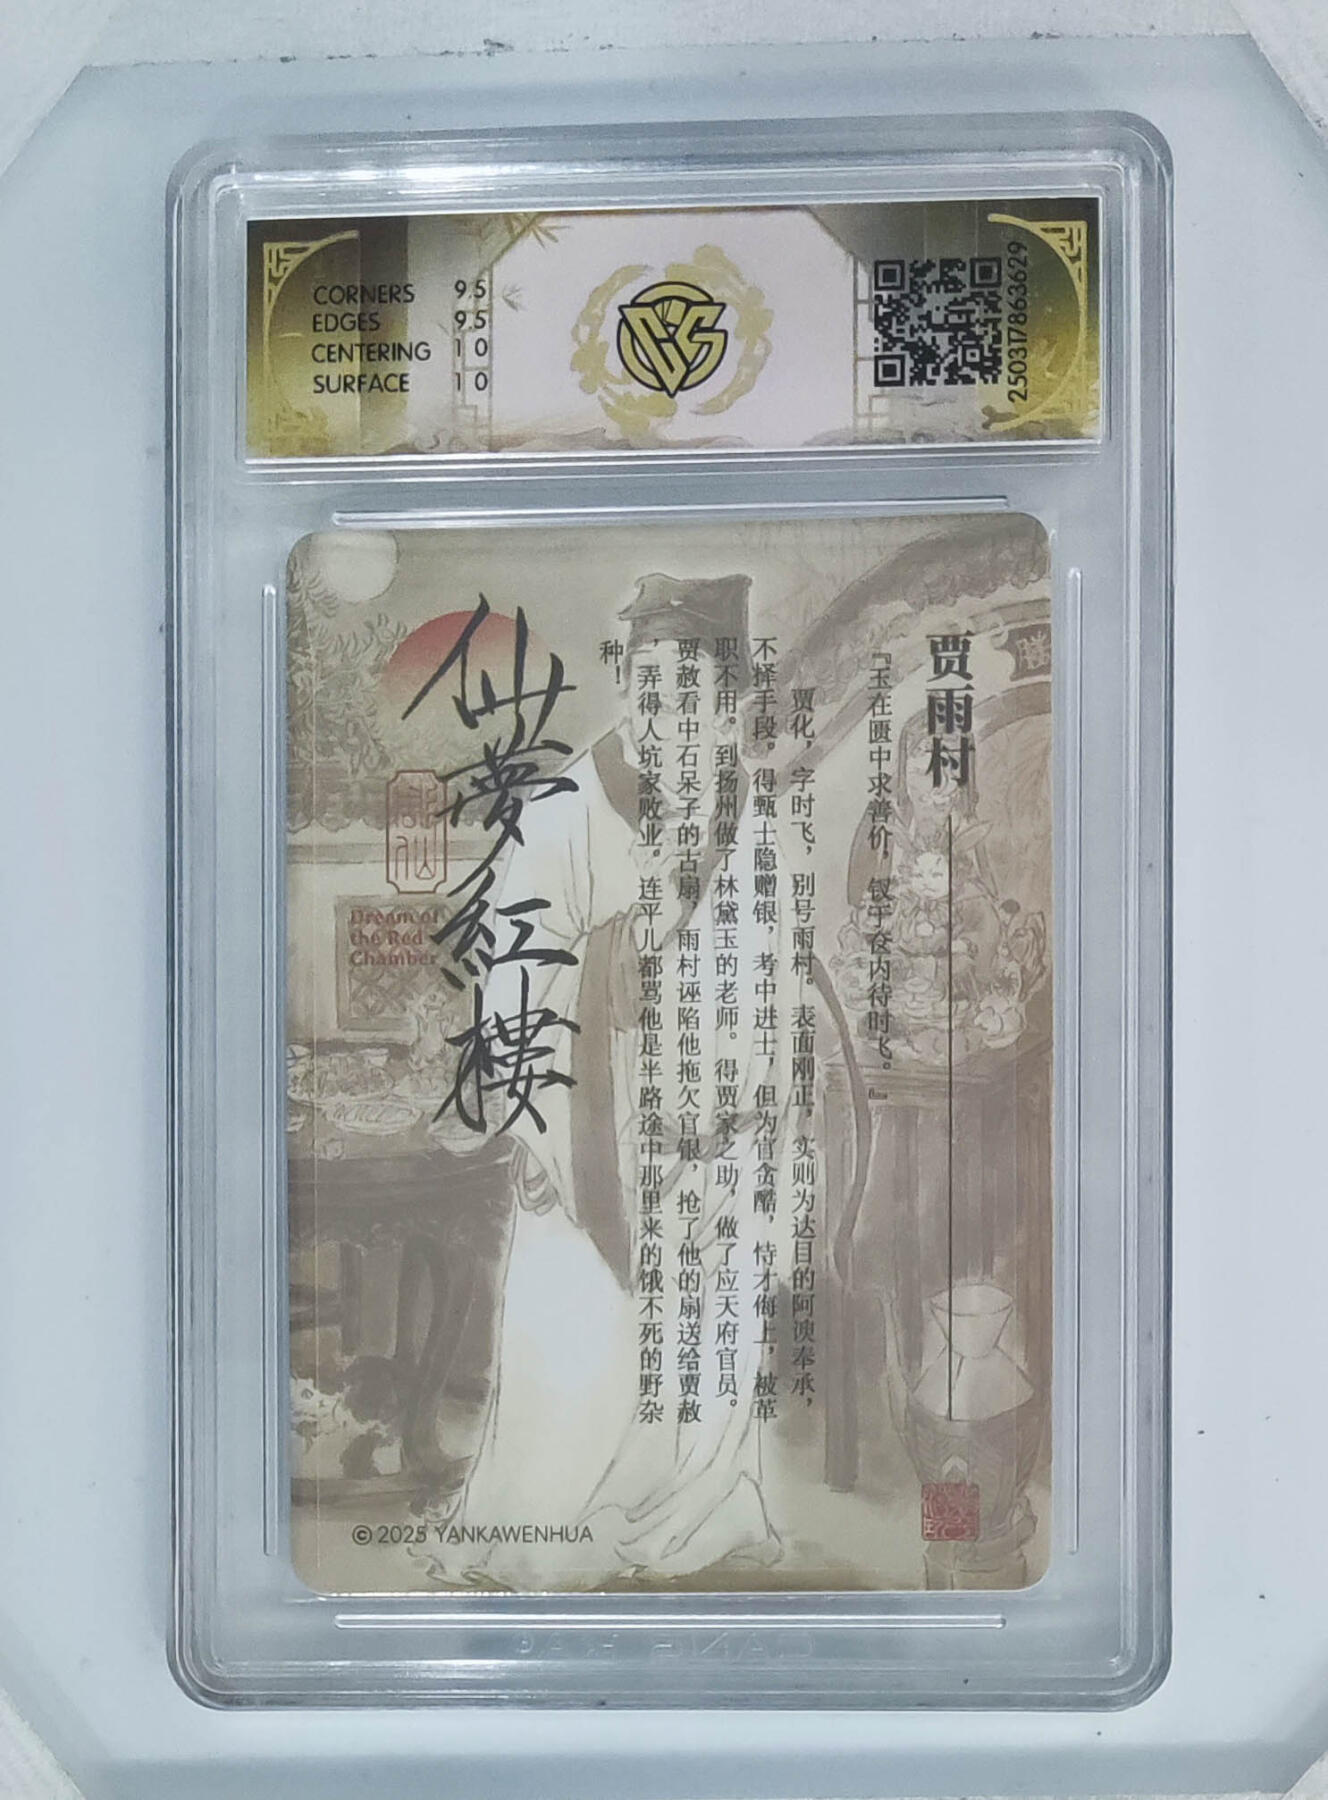 CORNERS 9.5
EDGES 9.5
CENTERING 10
SURFACE 10
CCS
2503178636​29
贾雨村
『玉在匮中求善价，钗于奁内待时飞。』
贾化，字时飞，别号雨村。表面刚正，实则为达目的阿谀奉承，
不择手段。得甄士隐赠银，考中进士，但为官贪酷，恃才侮上，被革
职不用。到扬州做了林黛玉的老师。得贾家之助，做了应天府官员。
贾赦看中石呆子的古扇，雨村诬陷他拖欠官银，抢了他的扇送给贾赦
，弄得人坑家败业。连平儿都骂他是半路途中那里来的饿不死的野杂
种！
仙夢紅樓
Dream of
the Red
Chamber
勝
© 2025 YANKAWENHUA